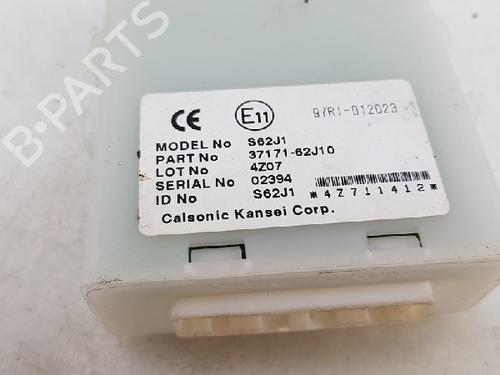 B-PARTS
CE E11 97R1-012023
MODEL No S62J1
PART No 37171-62J10
LOT No 4Z07
SERIAL No 02394
ID No S62J1 *4Z711412*
Calsonic Kansei Corp.